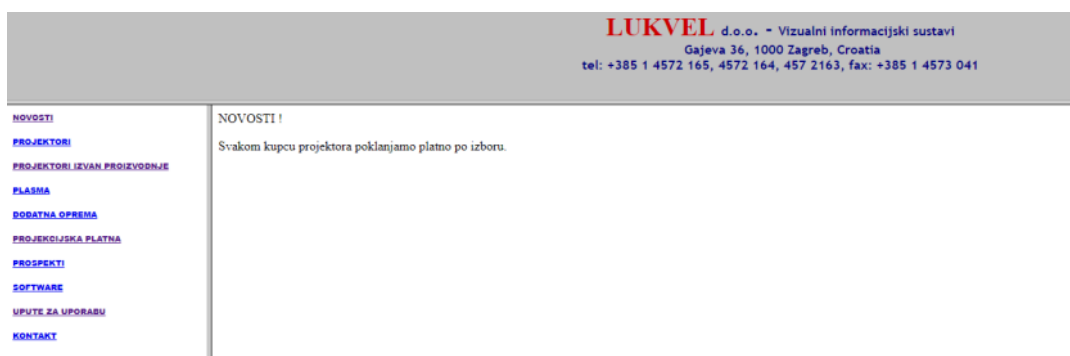 LUKVEL d.o.o. - Vizualni informacijski sustavi
Gajeva 36, 1000 Zagreb, Croatia
tel: +385 1 4572 165, 4572 164, 457 2163, fax: +385 1 4573 041
NOVOSTI
PROJEKTORI
PROJEKTORI IZVAN PROIZVODNJE
PLASMA
DODATNA OPREMA
PROJEKCIJSKA PLATNA
PROSPEKTI
SOFTWARE
UPUTE ZA UPORABU
KONTAKT
NOVOSTI !
Svakom kupcu projektora poklanjamo platno po izboru.